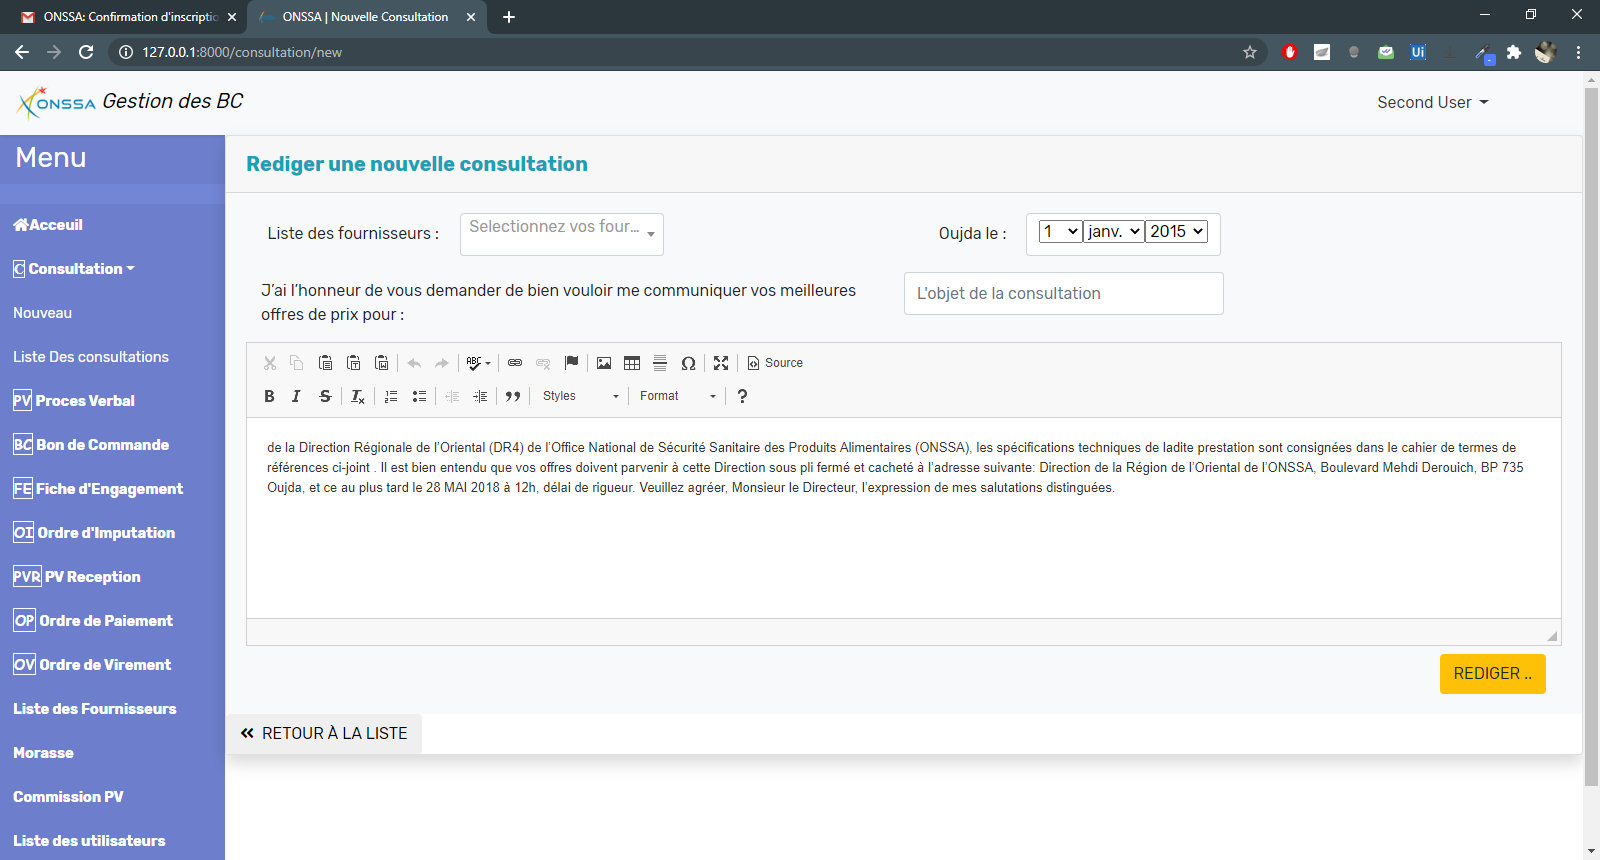 ONSSA: Confirmation d'inscriptio
ONSSA | Nouvelle Consultation
127.0.0.1:8000/consultation/new
Ui
ONSSA Gestion des BC
Second User
Menu
Acceuil
C Consultation
Nouveau
Liste Des consultations
PV Proces Verbal
BC Bon de Commande
FE Fiche d'Engagement
OI Ordre d'Imputation
PVR PV Reception
OP Ordre de Paiement
OV Ordre de Virement
Liste des Fournisseurs
Morasse
Commission PV
Liste des utilisateurs
Rediger une nouvelle consultation
Liste des fournisseurs :
Selectionnez vos four...
Oujda le :
1 janv. 2015
J’ai l’honneur de vous demander de bien vouloir me communiquer vos meilleures
offres de prix pour :
L'objet de la consultation
ABC
Ω
Source
B I S Tx
Styles
Format
?
de la Direction Régionale de l’Oriental (DR4) de l’Office National de Sécurité Sanitaire des Produits Alimentaires (ONSSA), les spécifications techniques de ladite prestation sont consignées dans le cahier de termes de
références ci-joint . Il est bien entendu que vos offres doivent parvenir à cette Direction sous pli fermé et cacheté à l’adresse suivante: Direction de la Région de l’Oriental de l’ONSSA, Boulevard Mehdi Derouich, BP 735
Oujda, et ce au plus tard le 28 MAI 2018 à 12h, délai de rigueur. Veuillez agréer, Monsieur le Directeur, l’expression de mes salutations distinguées.
REDIGER ..
RETOUR À LA LISTE